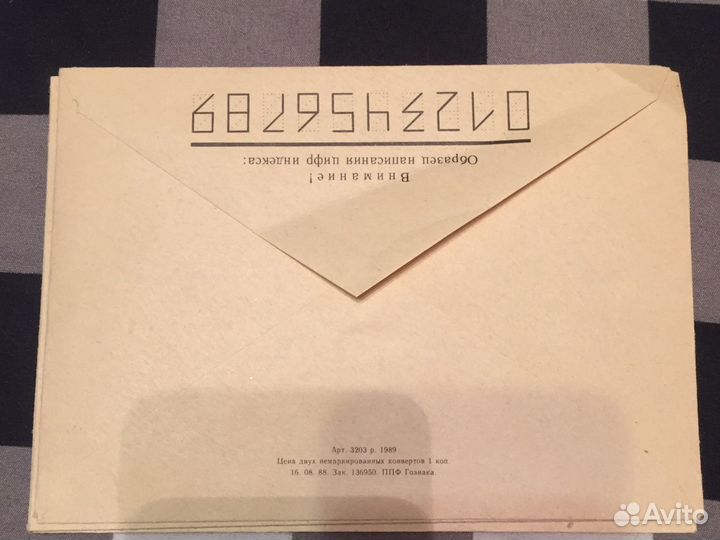 Внимание!
Образец написания цифр индекса:
0123456789
Арт. 3203 р. 1989
Цена двух немаркированных конвертов 1 коп.
16. 08. 88. Зак. 136950. ППФ Гознака.
Avito